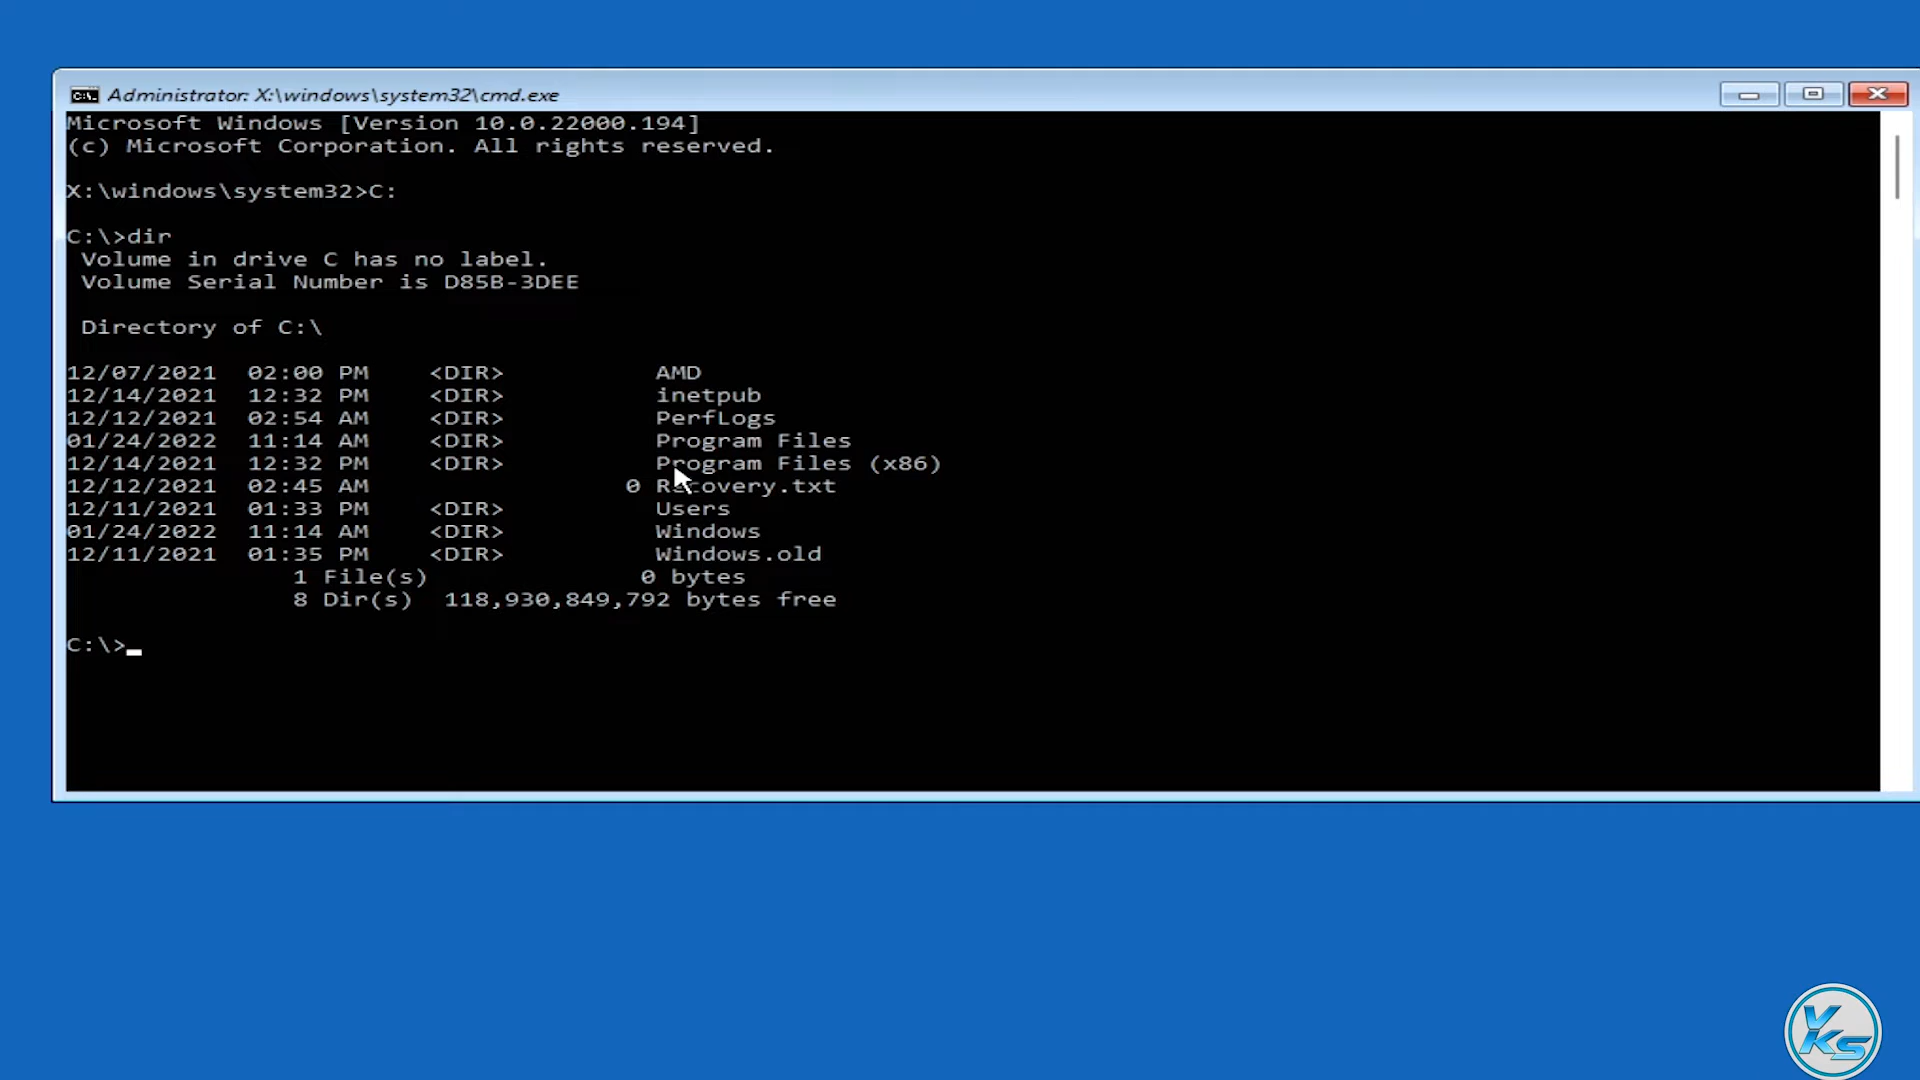 Administrator: X:\windows\system32\cmd.exe
Microsoft Windows [Version 10.0.22000.194]
(c) Microsoft Corporation. All rights reserved.
X:\windows\system32>C:
C:\>dir
Volume in drive C has no label.
Volume Serial Number is D85B-3DEE
Directory of C:\
12/07/2021 02:00 PM <DIR> AMD
12/14/2021 12:32 PM <DIR> inetpub
12/12/2021 02:54 AM <DIR> PerfLogs
01/24/2022 11:14 AM <DIR> Program Files
12/14/2021 12:32 PM <DIR> Program Files (x86)
12/12/2021 02:45 AM 0 Recovery.txt
12/11/2021 01:33 PM <DIR> Users
01/24/2022 11:14 AM <DIR> Windows
12/11/2021 01:35 PM <DIR> Windows.old
1 File(s) 0 bytes
8 Dir(s) 118,930,849,792 bytes free
C:\>
VKS